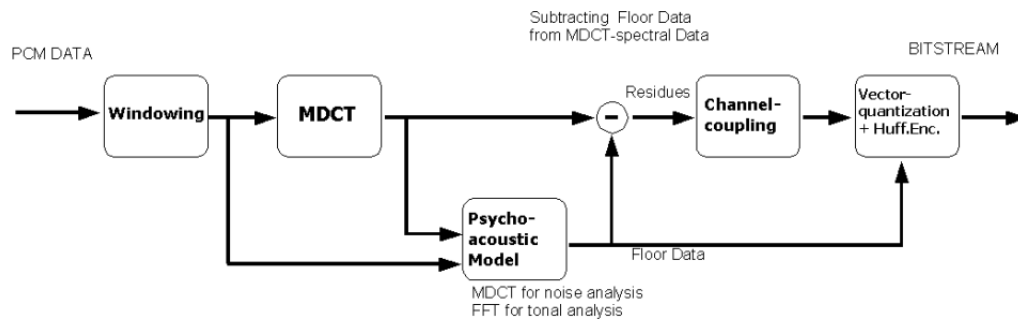 Subtracting Floor Data
from MDCT-spectral Data
PCM DATA
BITSTREAM
Windowing
MDCT
-
Residues
Channel-
coupling
Vector-
quantization
+ Huff.Enc.
Psycho-
acoustic
Model
Floor Data
MDCT for noise analysis
FFT for tonal analysis